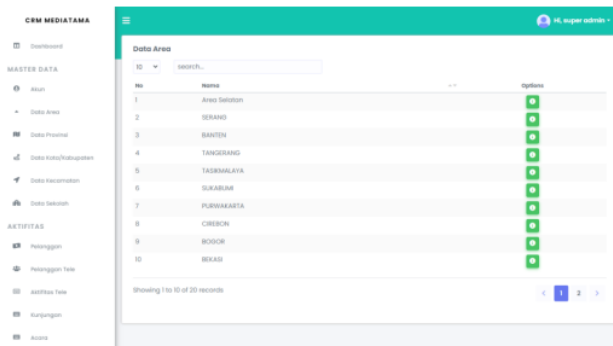 CRM MEDIATAMA
Hi, super admin
Dashboard
MASTER DATA
Akun
Data Area
Data Provinsi
Data Kota/Kabupaten
Data Kecamatan
Data Sekolah
AKTIFITAS
Pelanggan
Pelanggan Tele
Aktifitas Tele
Kunjungan
Acara
Data Area
10 search...
No Nama Options
1 Area Selatan
2 SERANG
3 BANTEN
4 TANGERANG
5 TASIKMALAYA
6 SUKABUMI
7 PURWAKARTA
8 CIREBON
9 BOGOR
10 BEKASI
Showing 1 to 10 of 20 records
< 1 2 >